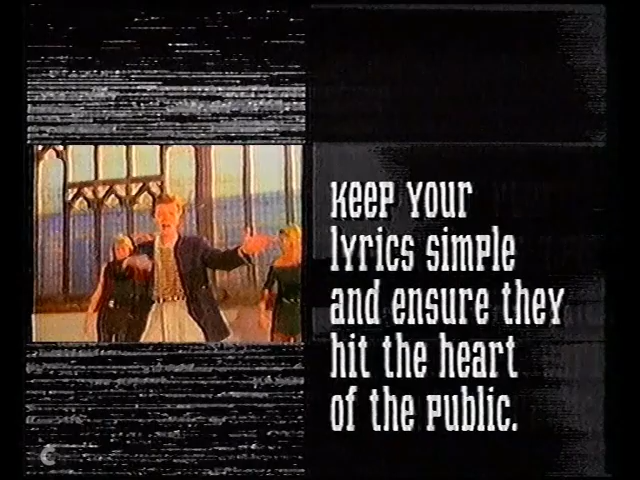 Keep your
lyrics simple
and ensure they
hit the heart
of the public.